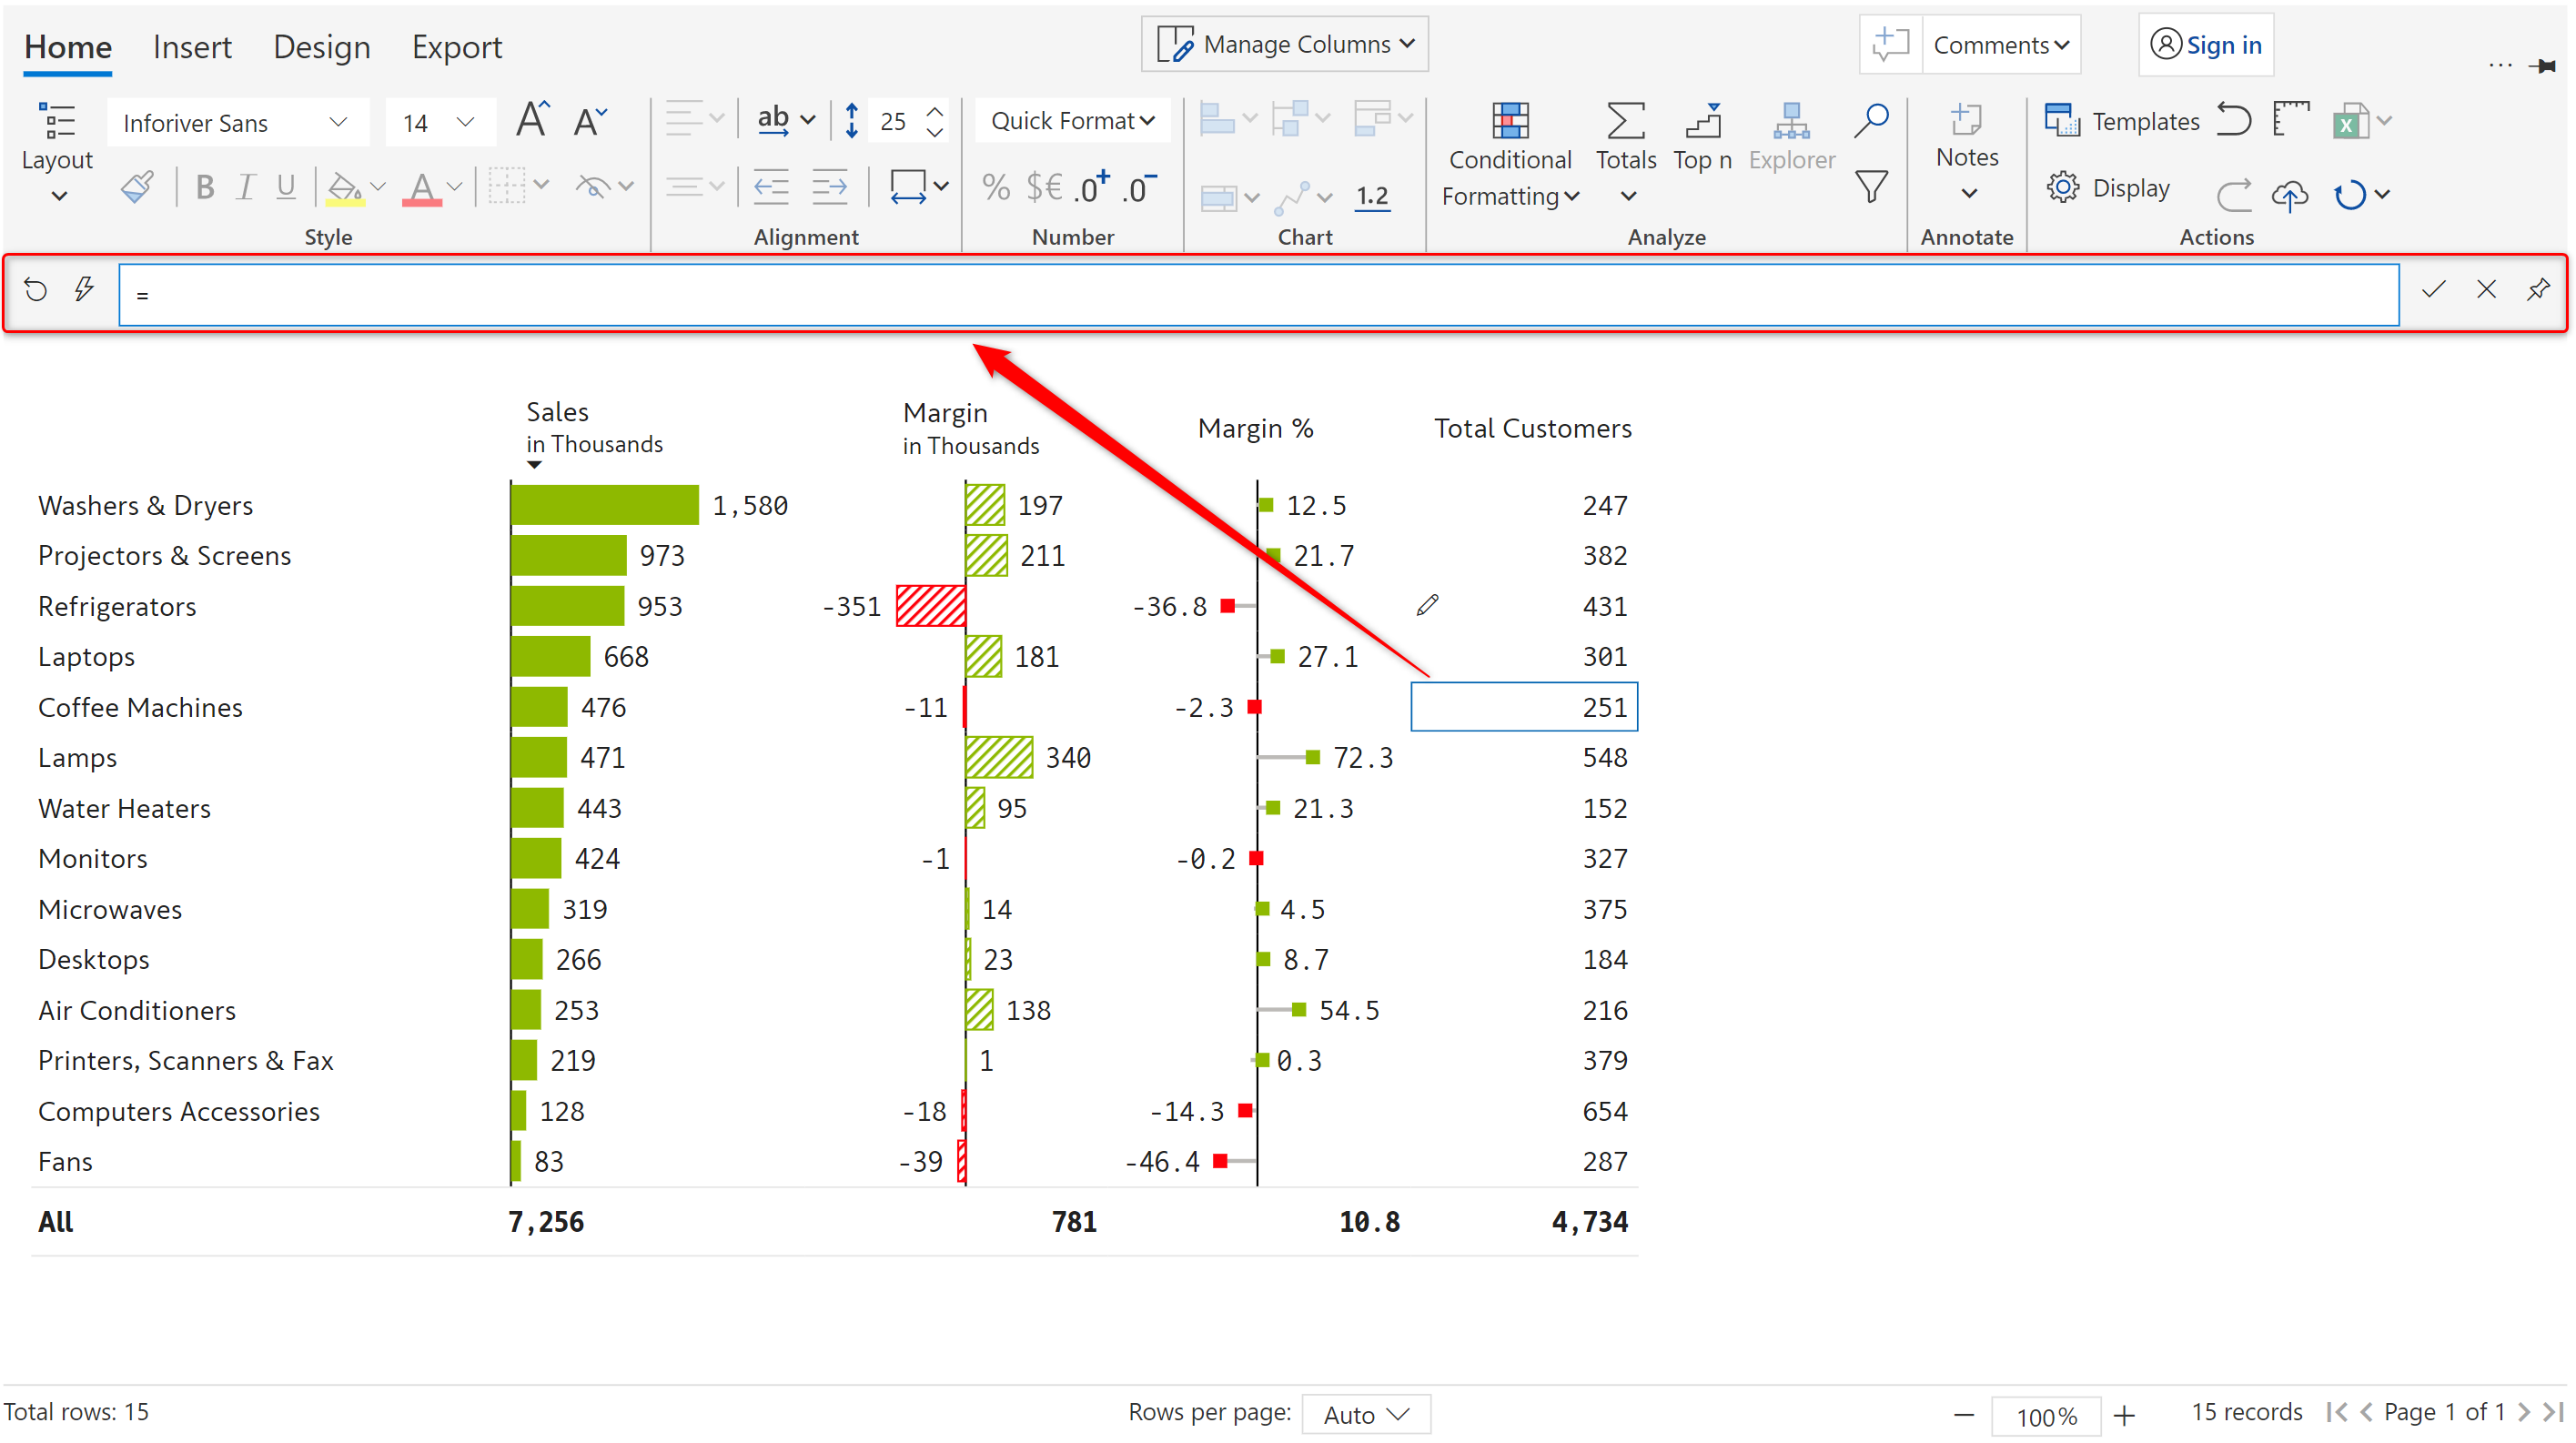 Home Insert Design Export Manage Columns Comments Sign in ...
Layout Inforiver Sans 14 A A ab 25 Quick Format Conditional Formatting Totals Top n Explorer Notes Templates X
B I U A % $€ .0+ .0- 1.2 Display
Style Alignment Number Chart Analyze Annotate Actions
=
Sales Margin Margin % Total Customers
in Thousands in Thousands
Washers & Dryers 1,580 197 12.5 247
Projectors & Screens 973 211 21.7 382
Refrigerators 953 -351 -36.8 431
Laptops 668 181 27.1 301
Coffee Machines 476 -11 -2.3 251
Lamps 471 340 72.3 548
Water Heaters 443 95 21.3 152
Monitors 424 -1 -0.2 327
Microwaves 319 14 4.5 375
Desktops 266 23 8.7 184
Air Conditioners 253 138 54.5 216
Printers, Scanners & Fax 219 1 0.3 379
Computers Accessories 128 -18 -14.3 654
Fans 83 -39 -46.4 287
All 7,256 781 10.8 4,734
Total rows: 15 Rows per page: Auto 100% 15 records Page 1 of 1